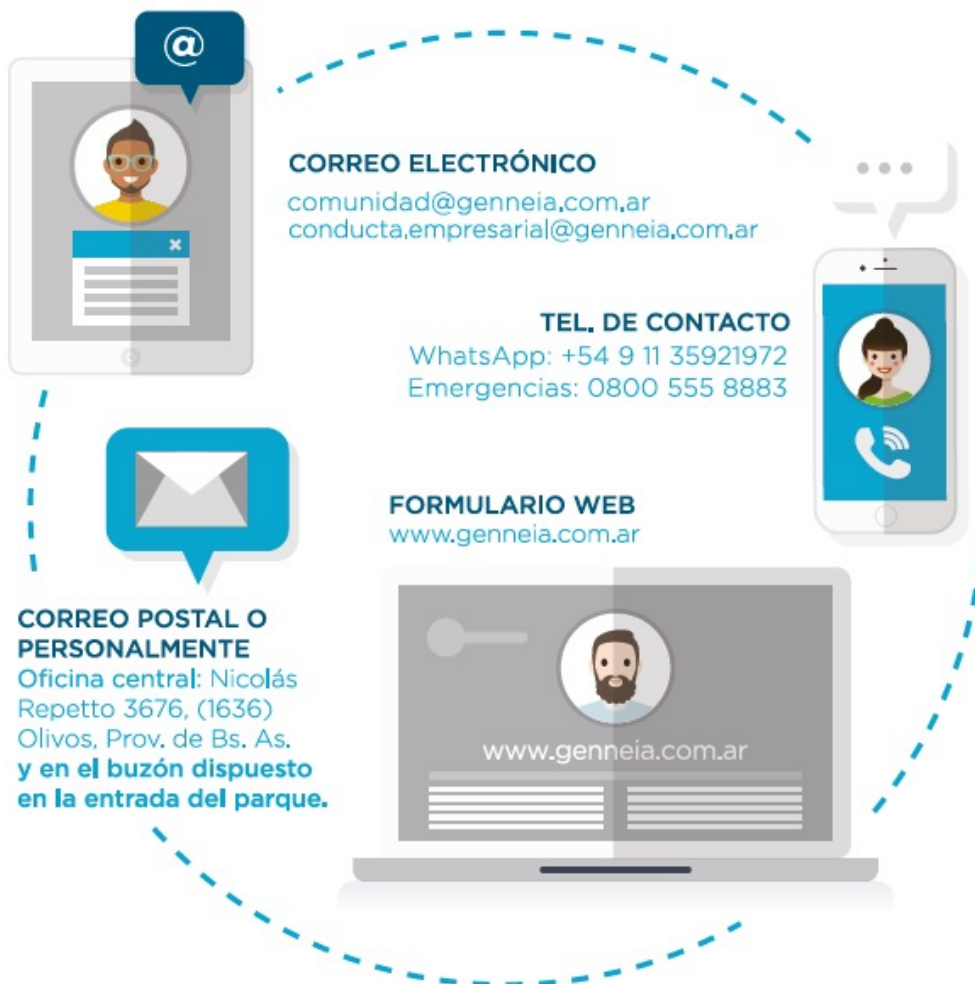 @
CORREO ELECTRÓNICO
comunidad@genneia.com.ar
conducta.empresarial@genneia.com.ar
TEL. DE CONTACTO
WhatsApp: +54 9 11 35921972
Emergencias: 0800 555 8883
FORMULARIO WEB
www.genneia.com.ar
CORREO POSTAL O
PERSONALMENTE
Oficina central: Nicolás
Repetto 3676, (1636)
Olivos, Prov. de Bs. As.
y en el buzón dispuesto
en la entrada del parque.
www.genneia.com.ar